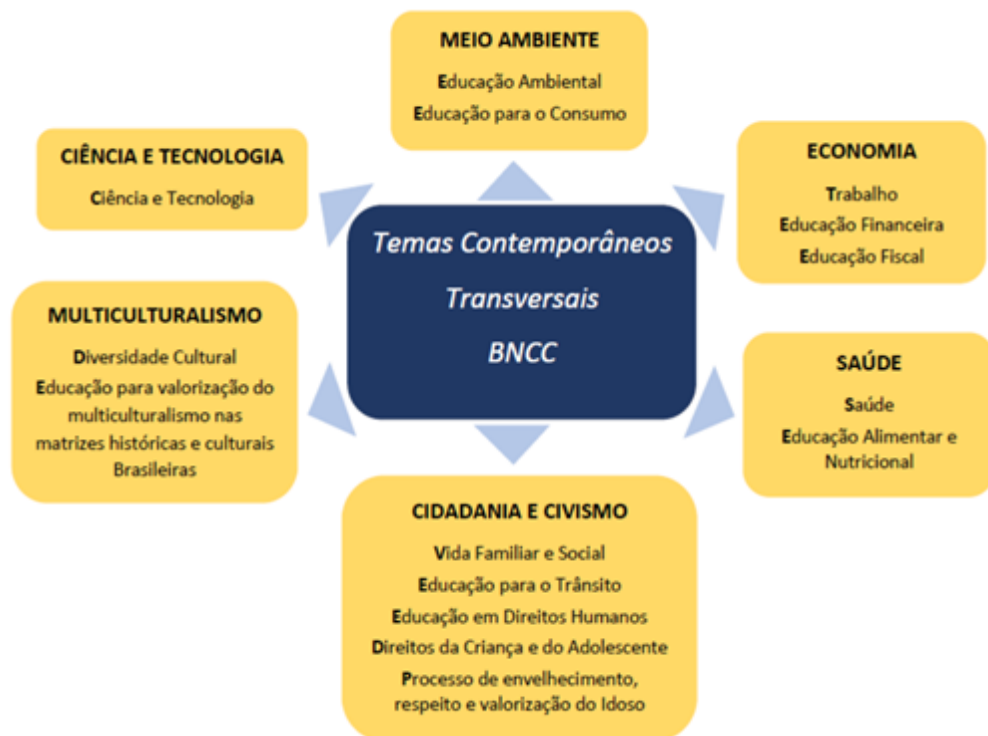 MEIO AMBIENTE
Educação Ambiental
Educação para o Consumo
CIÊNCIA E TECNOLOGIA
Ciência e Tecnologia
ECONOMIA
Trabalho
Educação Financeira
Educação Fiscal
Temas Contemporâneos
Transversais
BNCC
MULTICULTURALISMO
Diversidade Cultural
Educação para valorização do
multiculturalismo nas
matrizes históricas e culturais
Brasileiras
SAÚDE
Saúde
Educação Alimentar e
Nutricional
CIDADANIA E CIVISMO
Vida Familiar e Social
Educação para o Trânsito
Educação em Direitos Humanos
Direitos da Criança e do Adolescente
Processo de envelhecimento,
respeito e valorização do Idoso